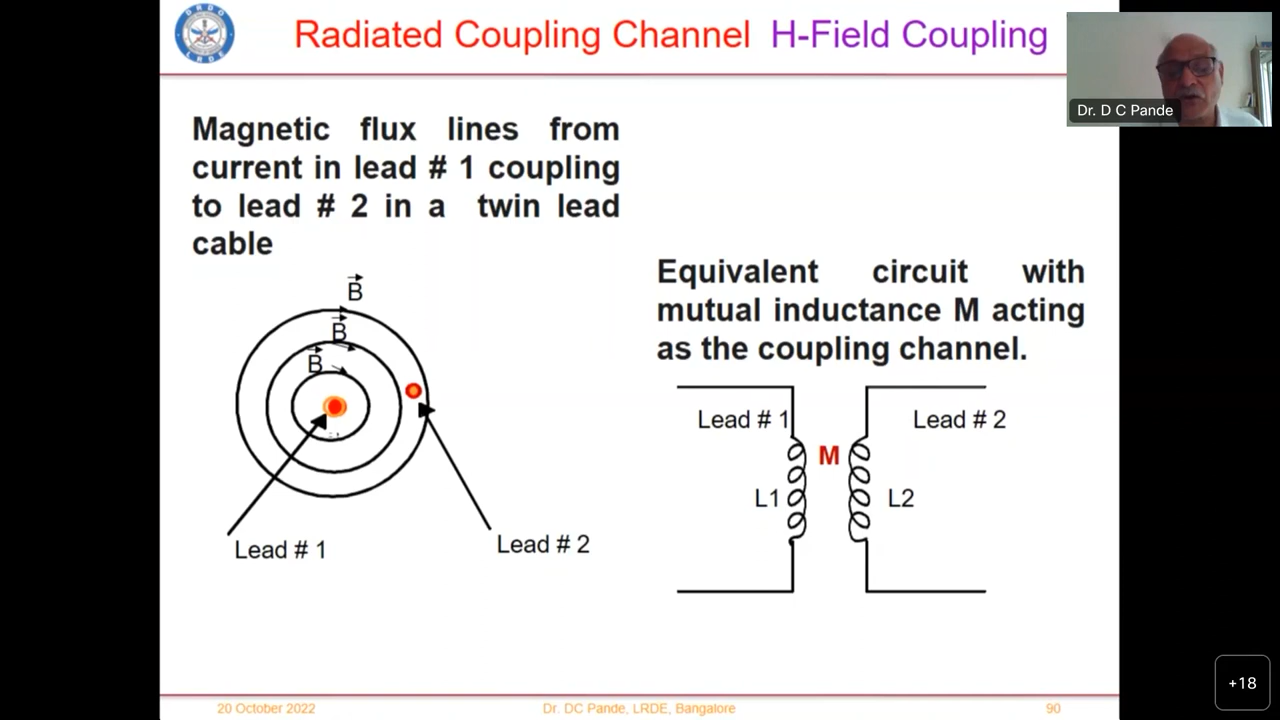 Radiated Coupling Channel H-Field Coupling
DRDO
LRDE
Dr. D C Pande
Magnetic flux lines from
current in lead # 1 coupling
to lead # 2 in a twin lead
cable
B
B
B
Lead # 1
Lead # 2
Equivalent circuit with
mutual inductance M acting
as the coupling channel.
Lead # 1
Lead # 2
M
L1
L2
20 October 2022
Dr. DC Pande, LRDE, Bangalore
90
+18